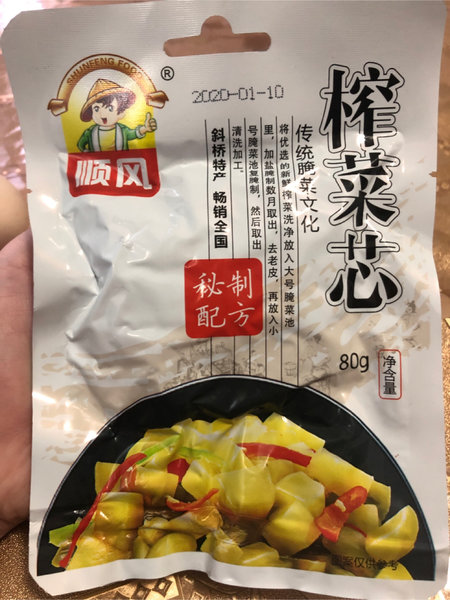 SHUNFENG FOOD
®
顺风
2020-01-10
榨菜芯
传统腌菜文化
将优选的新鲜榨菜洗净放入大号腌菜池
里，加盐腌制数月取出，去老皮，再放入小
号腌菜池复腌制，然后取出
清洗加工。
斜桥特产 畅销全国
秘制
配方
80g
净含量
图案仅供参考